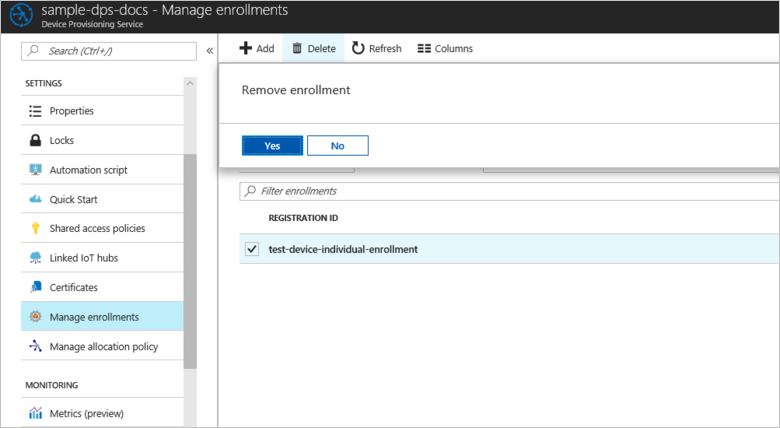 sample-dps-docs - Manage enrollments
Device Provisioning Service
Search (Ctrl+/)
«
SETTINGS
Properties
Locks
Automation script
Quick Start
Shared access policies
Linked IoT hubs
Certificates
Manage enrollments
Manage allocation policy
MONITORING
Metrics (preview)
Add Delete Refresh Columns
Remove enrollment
Yes No
Filter enrollments
REGISTRATION ID
test-device-individual-enrollment